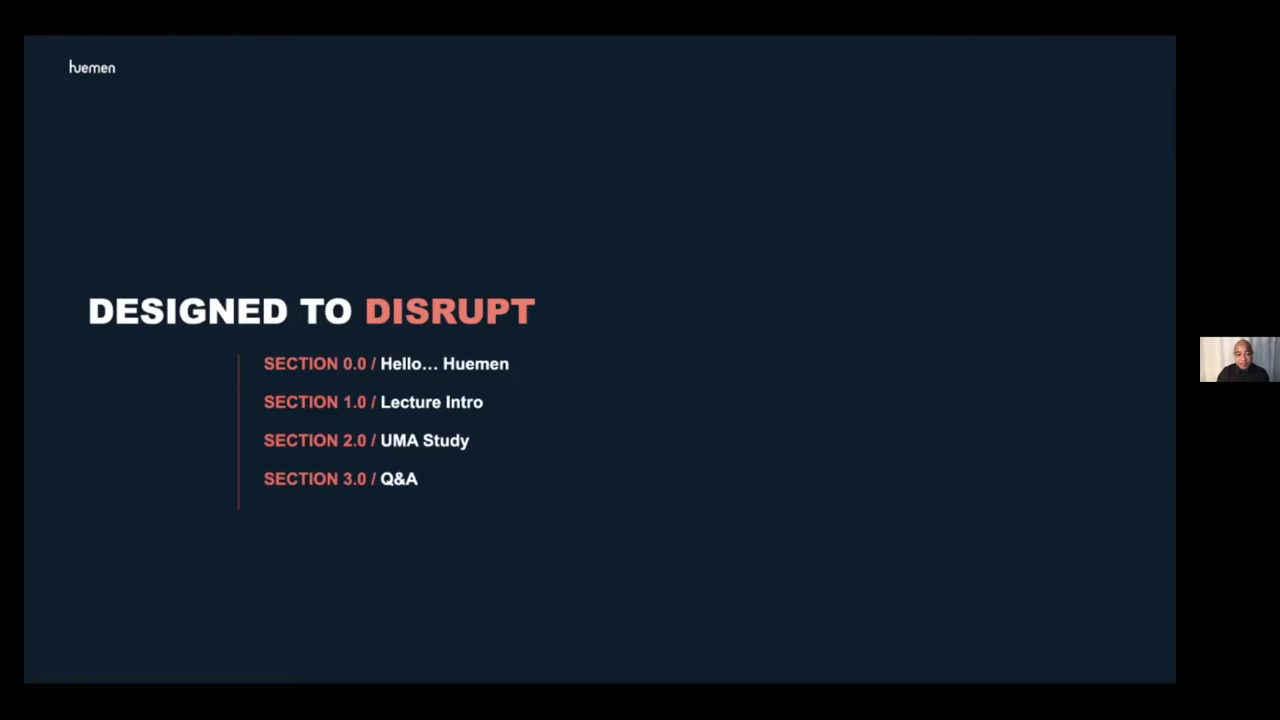 huemen
DESIGNED TO DISRUPT
SECTION 0.0 / Hello... Huemen
SECTION 1.0 / Lecture Intro
SECTION 2.0 / UMA Study
SECTION 3.0 / Q&A